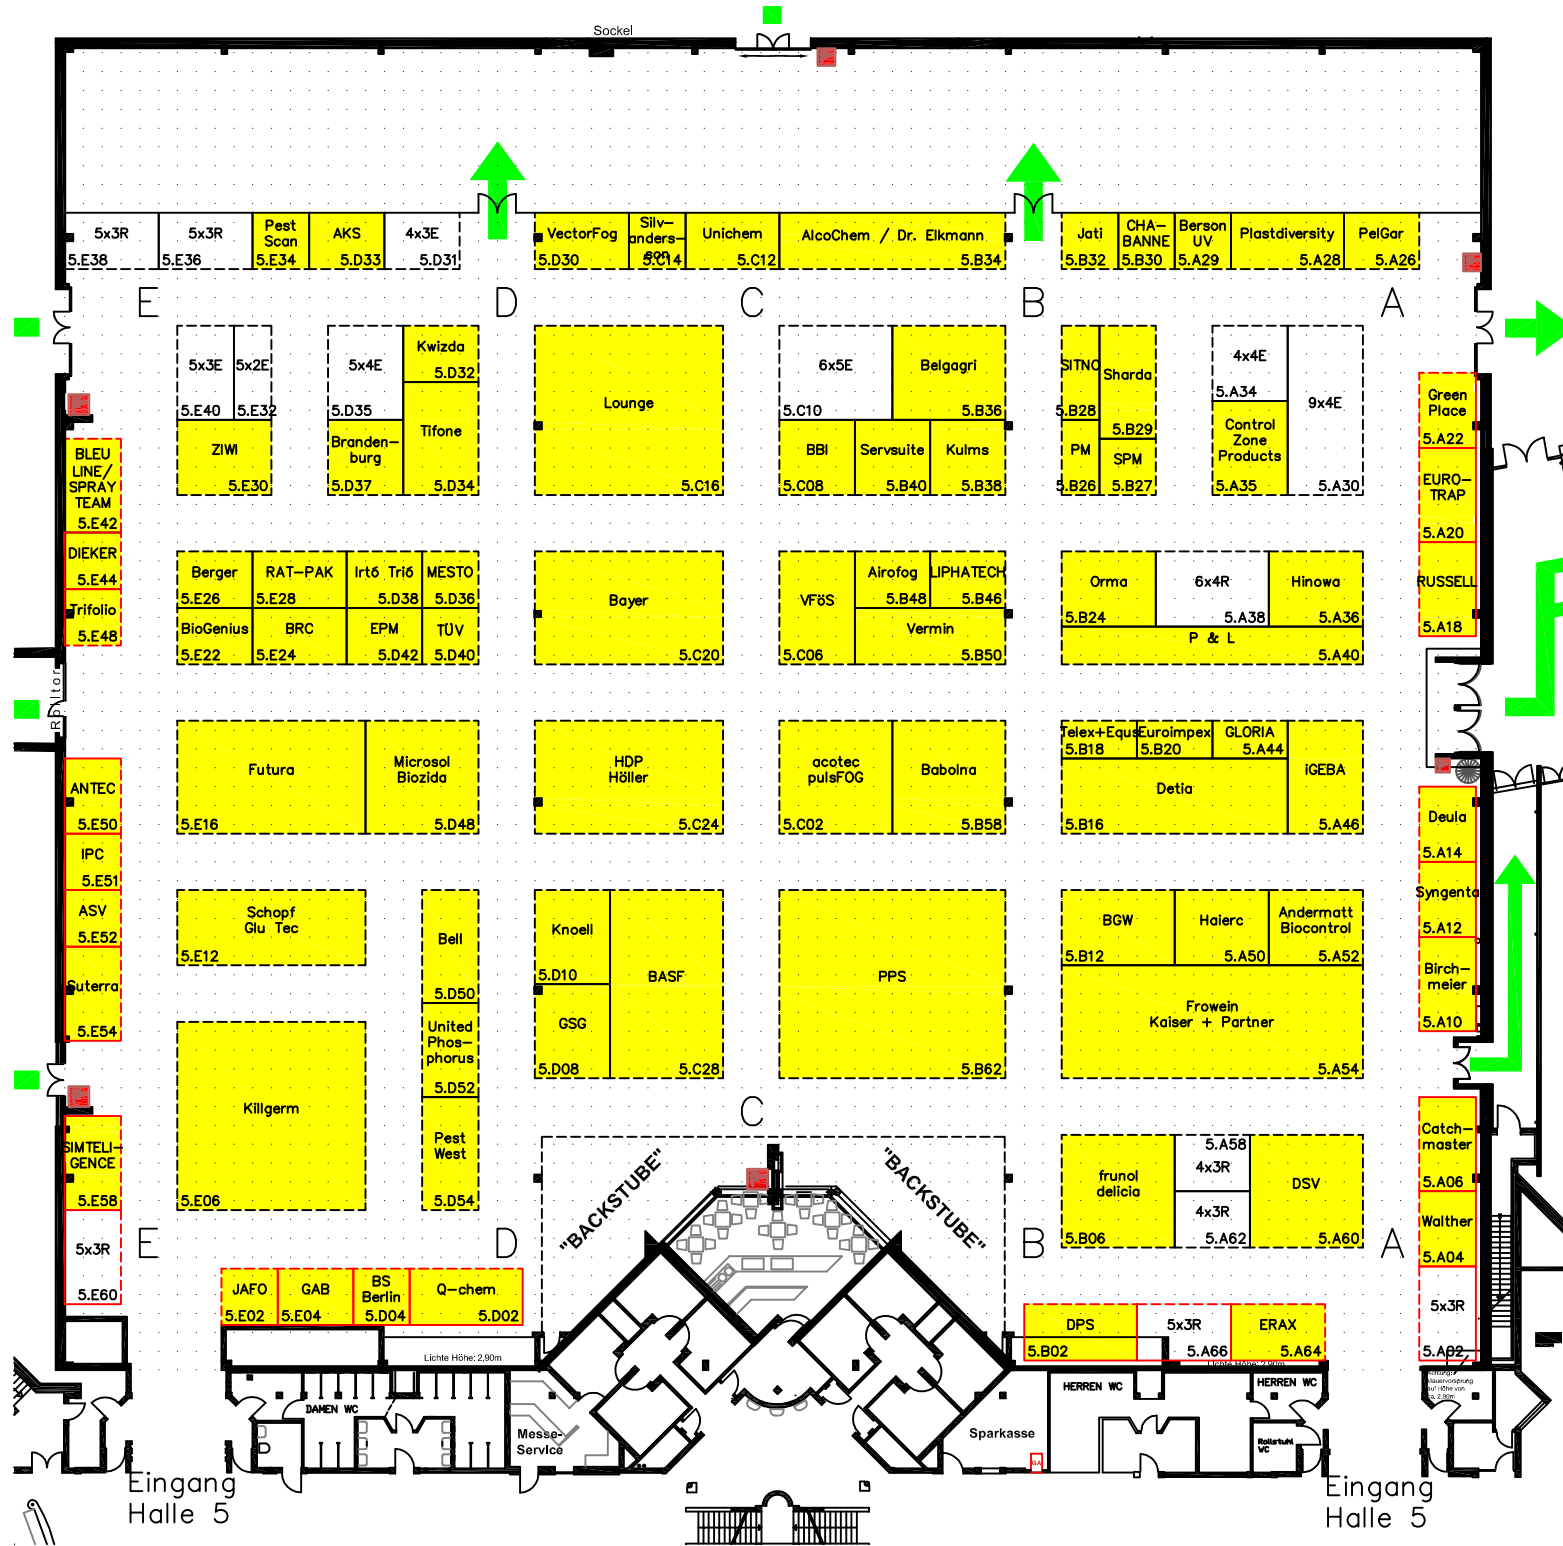 Sockel
5x3R
5.E38
5x3R
5.E36
Pest
Scan
5.E34
AKS
5.D33
4x3E
5.D31
VectorFog
5.D30
Silv-
anders-
son
5.C14
Unichem
5.C12
AlcoChem / Dr. Elkmann
5.B34
Jati
5.B32
CHA-
BANNE
5.B30
Berson
UV
5.A29
Plastdiversity
5.A28
PelGar
5.A26
E
D
C
B
A
5x3E
5.E40
5x2E
5.E32
ZIWI
5.E30
5x4E
5.D35
Kwizda
5.D32
Branden-
burg
5.D37
Tifone
5.D34
Lounge
5.C16
6x5E
5.C10
Belgagri
5.B36
BBI
5.C08
Servsuite
5.B40
Kulms
5.B38
SITNO
5.B28
Sharda
5.B29
PM
5.B26
SPM
5.B27
4x4E
5.A34
Control
Zone
Products
5.A35
9x4E
5.A30
Green
Place
5.A22
EURO-
TRAP
5.A20
RUSSELL
5.A18
BLEU
LINE/
SPRAY
TEAM
5.E42
DIEKER
5.E44
Trifolio
5.E48
Berger
5.E26
RAT-PAK
5.E28
Irtó Trió
5.D38
MESTO
5.D36
BioGenius
5.E22
BRC
5.E24
EPM
5.D42
TÜV
5.D40
Bayer
5.C20
VFöS
5.C06
Airofog
5.B48
LIPHATECH
5.B46
Vermin
5.B50
Orma
5.B24
6x4R
5.A38
Hinowa
5.A36
P & L
5.A40
Rolltor
Futura
5.E16
Microsol
Biozida
5.D48
HDP
Höller
5.C24
acotec
pulsFOG
5.C02
Babolna
5.B58
Telex+Equs
5.B18
Euroimpex
5.B20
GLORIA
5.A44
Detia
5.B16
iGEBA
5.A46
ANTEC
5.E50
IPC
5.E51
ASV
5.E52
Suterra
5.E54
Deula
5.A14
Syngenta
5.A12
Birch-
meier
5.A10
Schopf
Glu Tec
5.E12
Bell
5.D50
United
Phos-
phorus
5.D52
Pest
West
5.D54
Killgerm
5.E06
Knoell
5.D10
GSG
5.D08
BASF
5.C28
PPS
5.B62
BGW
5.B12
Haierc
5.A50
Andermatt
Biocontrol
5.A52
Frowein
Kaiser + Partner
5.A54
C
"BACKSTUBE"
"BACKSTUBE"
frunol
delicia
5.B06
5.A58
4x3R
4x3R
5.A62
DSV
5.A60
Catch-
master
5.A06
Walther
5.A04
5x3R
5.A02
SIMTELI-
GENCE
5.E58
5x3R
5.E60
E
D
B
A
JAFO
5.E02
GAB
5.E04
BS
Berlin
5.D04
Q-chem
5.D02
DPS
5.B02
5x3R
5.A66
ERAX
5.A64
Lichte Höhe: 2,90m
Lichte Höhe: 2,90m
Achtung:
Mauervorsprung
auf Höhe von
ca. 2,90m
DAMEN WC
Messe-
Service
Sparkasse
HERREN WC
HERREN WC
Rollstuhl
WC
GA
Eingang
Halle 5
Eingang
Halle 5